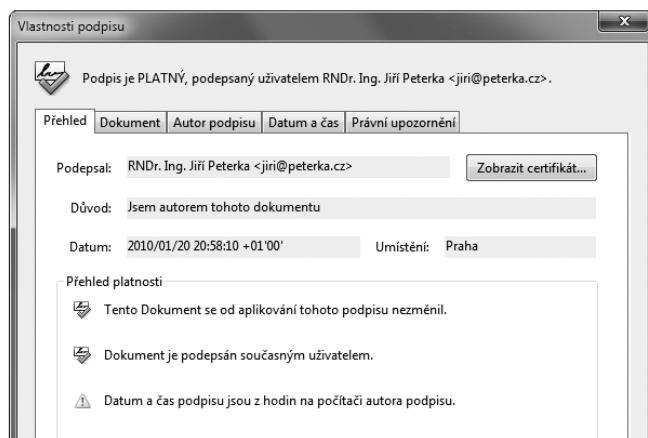 Vlastnosti podpisu
Podpis je PLATNÝ, podepsaný uživatelem RNDr. Ing. Jiří Peterka <jiri@peterka.cz>.
Přehled Dokument Autor podpisu Datum a čas Právní upozornění
Podepsal: RNDr. Ing. Jiří Peterka <jiri@peterka.cz> Zobrazit certifikát...
Důvod: Jsem autorem tohoto dokumentu
Datum: 2010/01/20 20:58:10 +01'00' Umístění: Praha
Přehled platnosti
Tento Dokument se od aplikování tohoto podpisu nezměnil.
Dokument je podepsán současným uživatelem.
Datum a čas podpisu jsou z hodin na počítači autora podpisu.